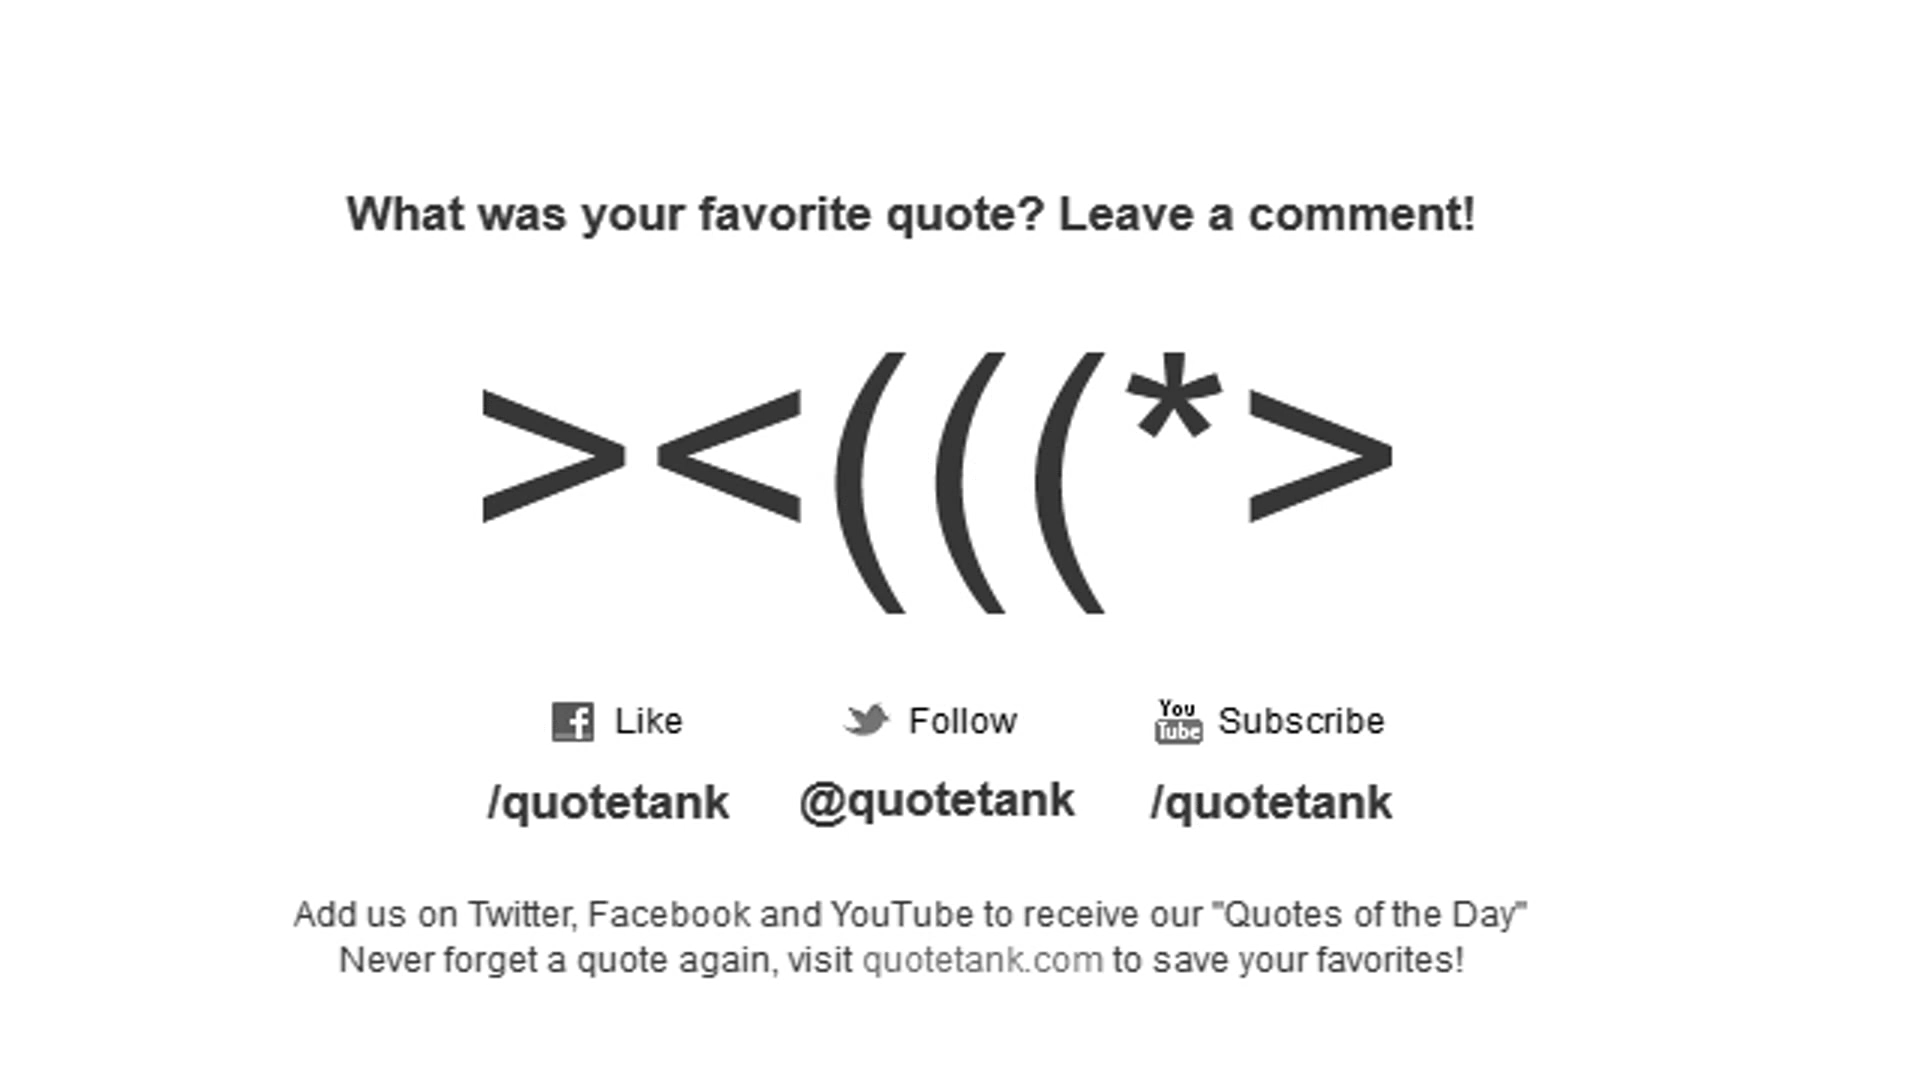 What was your favorite quote? Leave a comment!
><(((*>
f Like Follow You Tube Subscribe
/quotetank @quotetank /quotetank
Add us on Twitter, Facebook and YouTube to receive our "Quotes of the Day"
Never forget a quote again, visit quotetank.com to save your favorites!